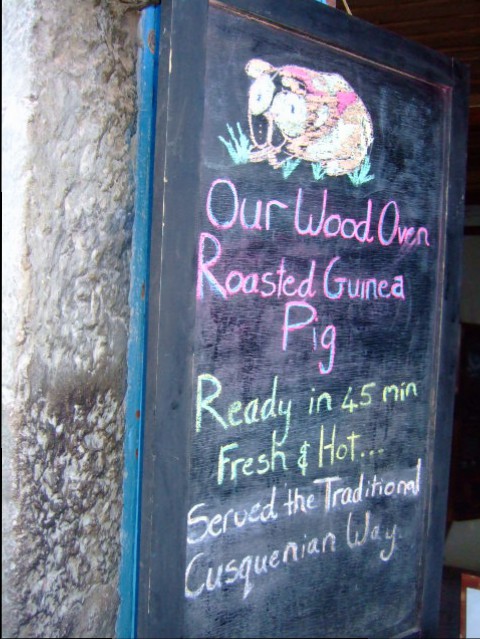 Our Wood Oven
Roasted Guinea
Pig
Ready in 45 min
Fresh & Hot...
Served the Traditional
Cusquenian Way.